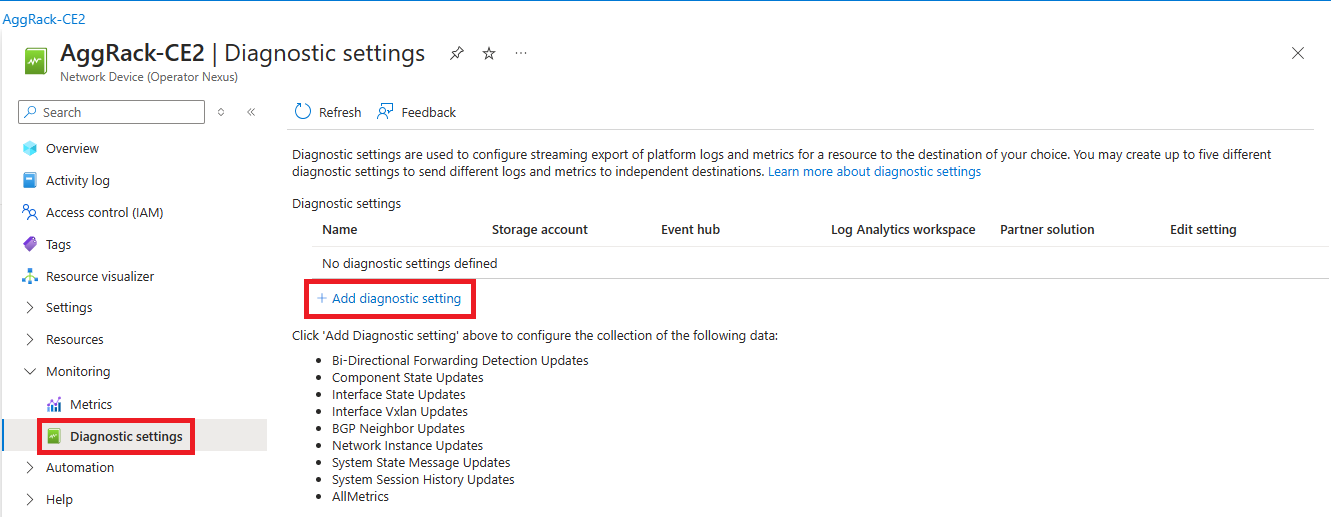 AggRack-CE2
AggRack-CE2 | Diagnostic settings
Network Device (Operator Nexus)
Search
Overview
Activity log
Access control (IAM)
Tags
Resource visualizer
Settings
Resources
Monitoring
Metrics
Diagnostic settings
Automation
Help
Refresh Feedback
Diagnostic settings are used to configure streaming export of platform logs and metrics for a resource to the destination of your choice. You may create up to five different
diagnostic settings to send different logs and metrics to independent destinations. Learn more about diagnostic settings
Diagnostic settings
Name Storage account Event hub Log Analytics workspace Partner solution Edit setting
No diagnostic settings defined
+ Add diagnostic setting
Click 'Add Diagnostic setting' above to configure the collection of the following data:
• Bi-Directional Forwarding Detection Updates
• Component State Updates
• Interface State Updates
• Interface Vxlan Updates
• BGP Neighbor Updates
• Network Instance Updates
• System State Message Updates
• System Session History Updates
• AllMetrics